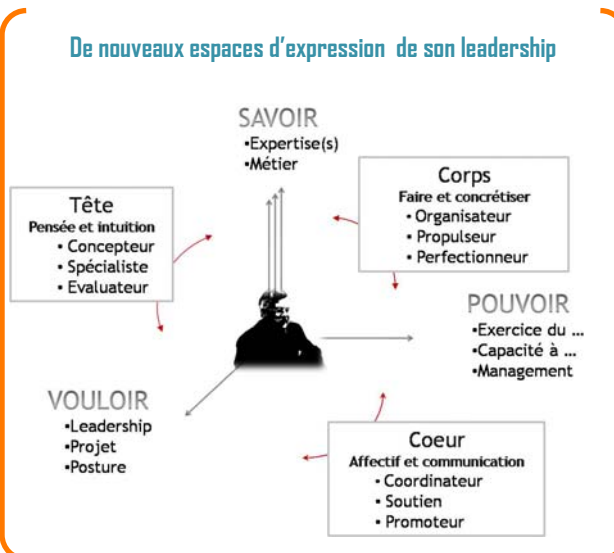 De nouveaux espaces d'expression de son leadership
SAVOIR
•Expertise(s)
•Métier
Tête
Pensée et intuition
• Concepteur
• Spécialiste
• Evaluateur
Corps
Faire et concrétiser
• Organisateur
• Propulseur
• Perfectionneur
POUVOIR
•Exercice du ...
•Capacité à ...
•Management
VOULOIR
•Leadership
•Projet
•Posture
Coeur
Affectif et communication
• Coordinateur
• Soutien
• Promoteur